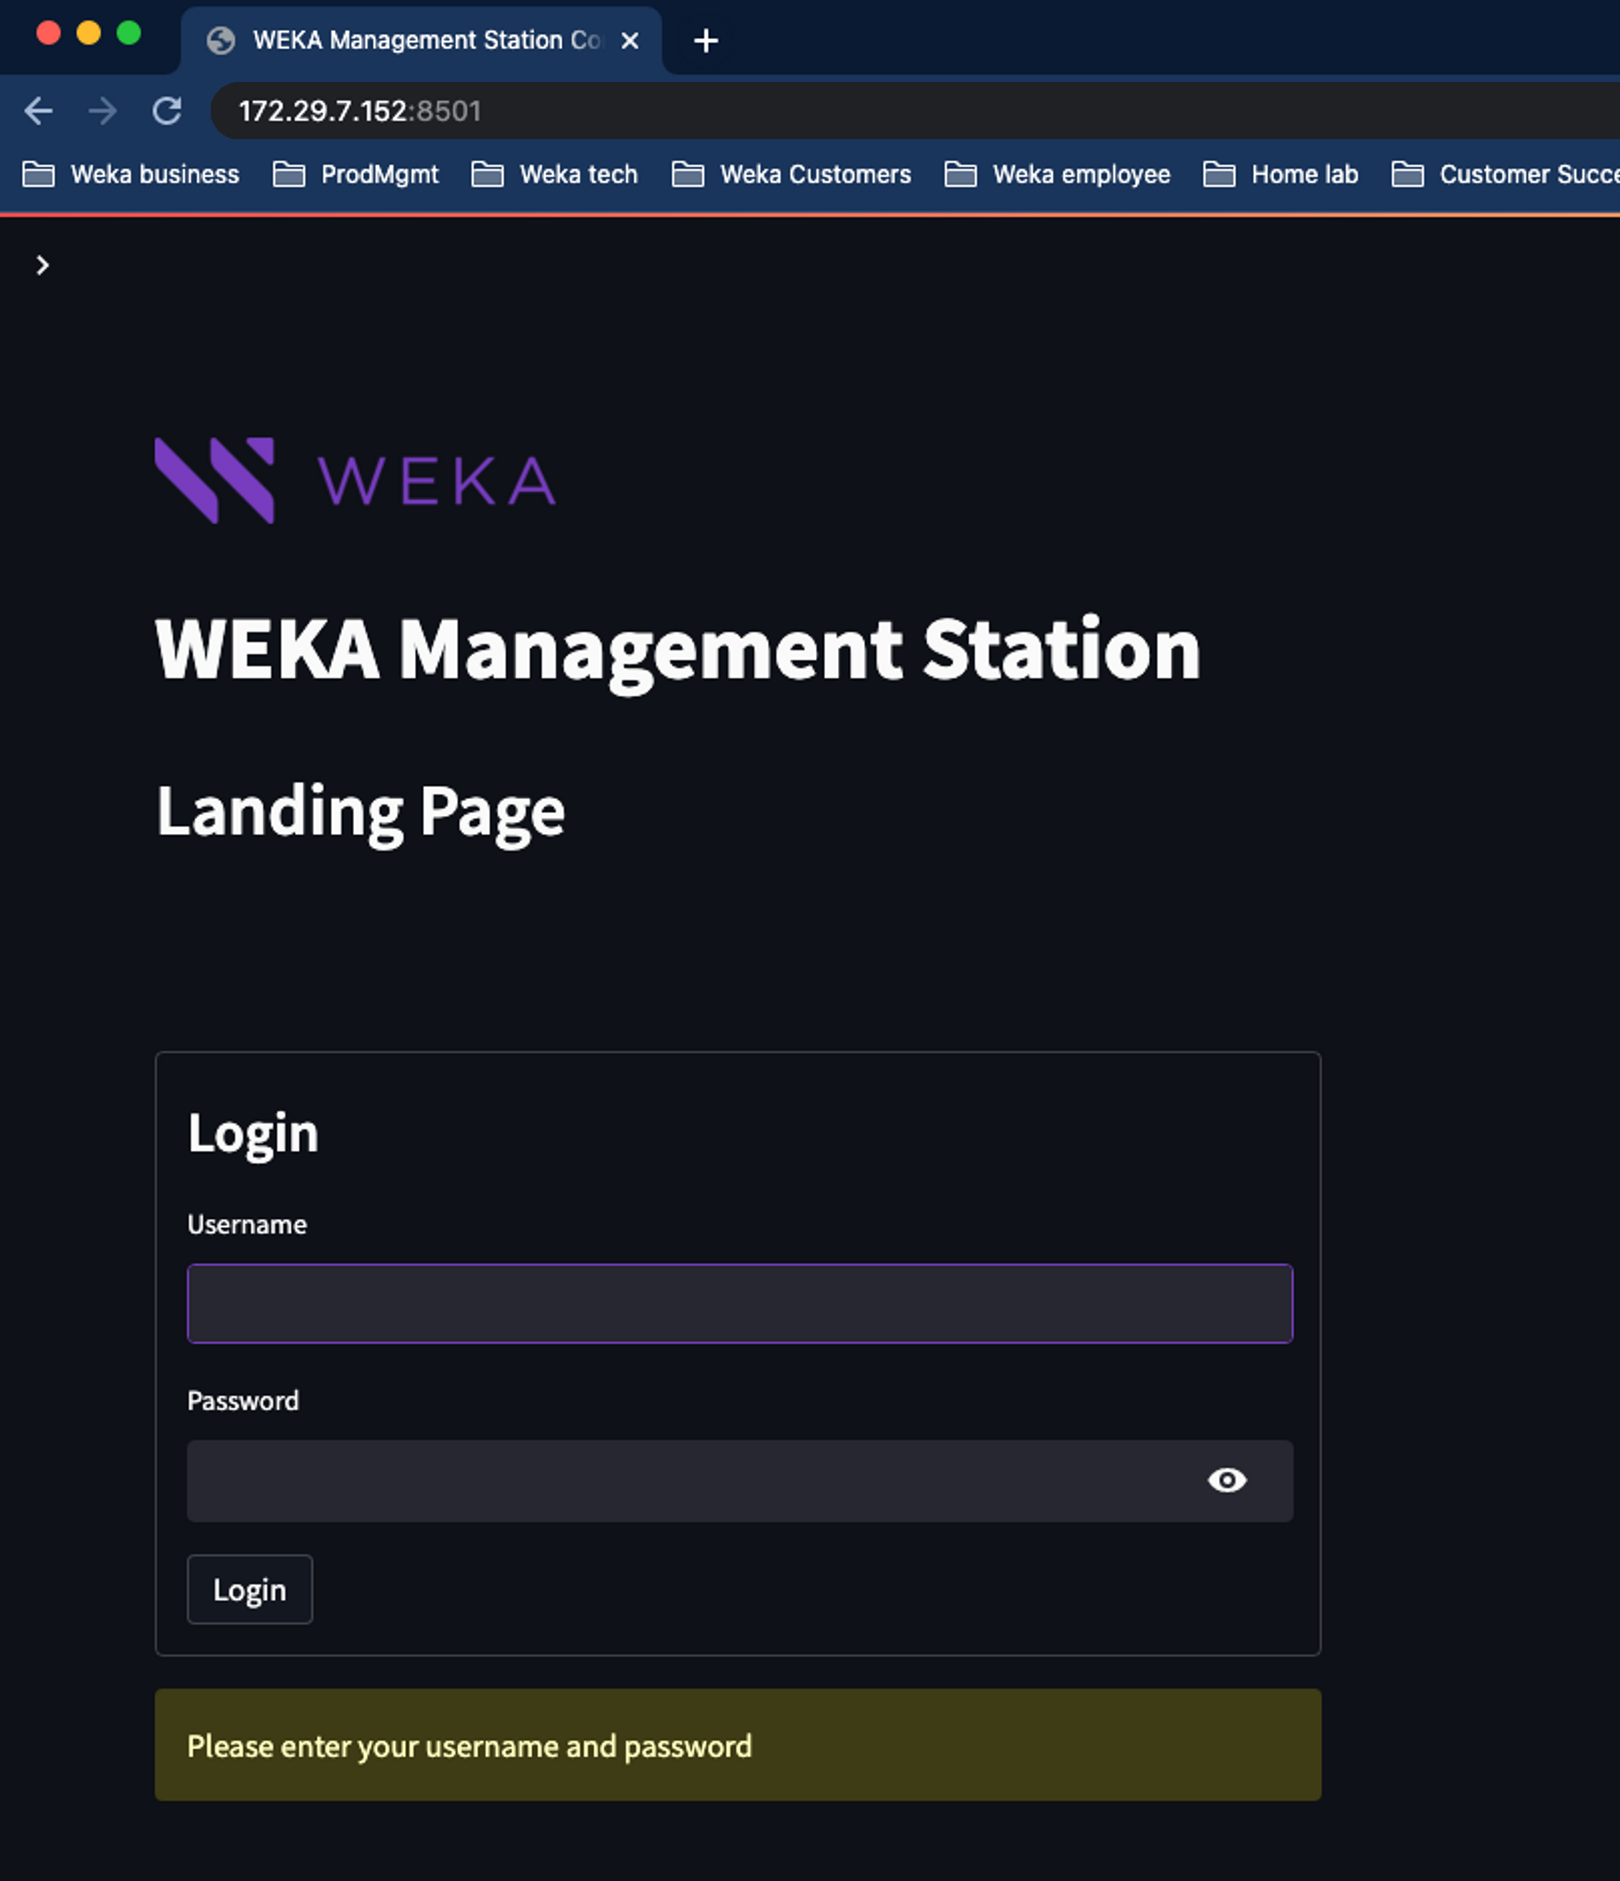 WEKA Management Station Co
172.29.7.152:8501
Weka business ProdMgmt Weka tech Weka Customers Weka employee Home lab Customer Succe
WEKA
WEKA Management Station
Landing Page
Login
Username
Password
Login
Please enter your username and password